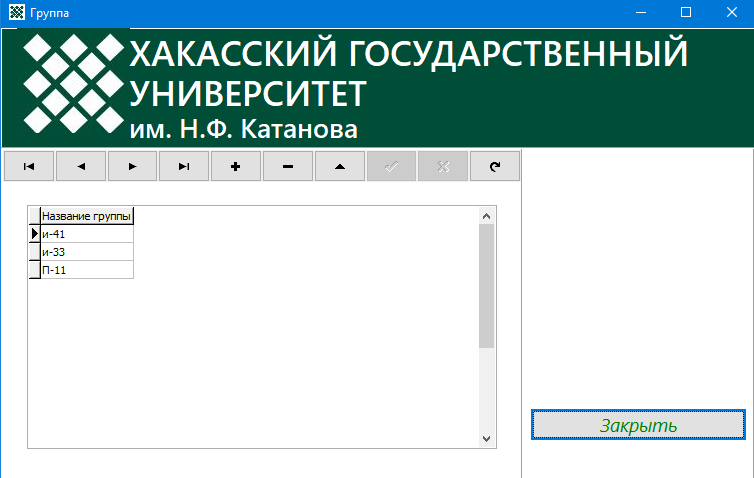 Группа
ХАКАССКИЙ ГОСУДАРСТВЕННЫЙ
УНИВЕРСИТЕТ
им. Н.Ф. Катанова
Название группы
и-41
и-33
П-11
Закрыть